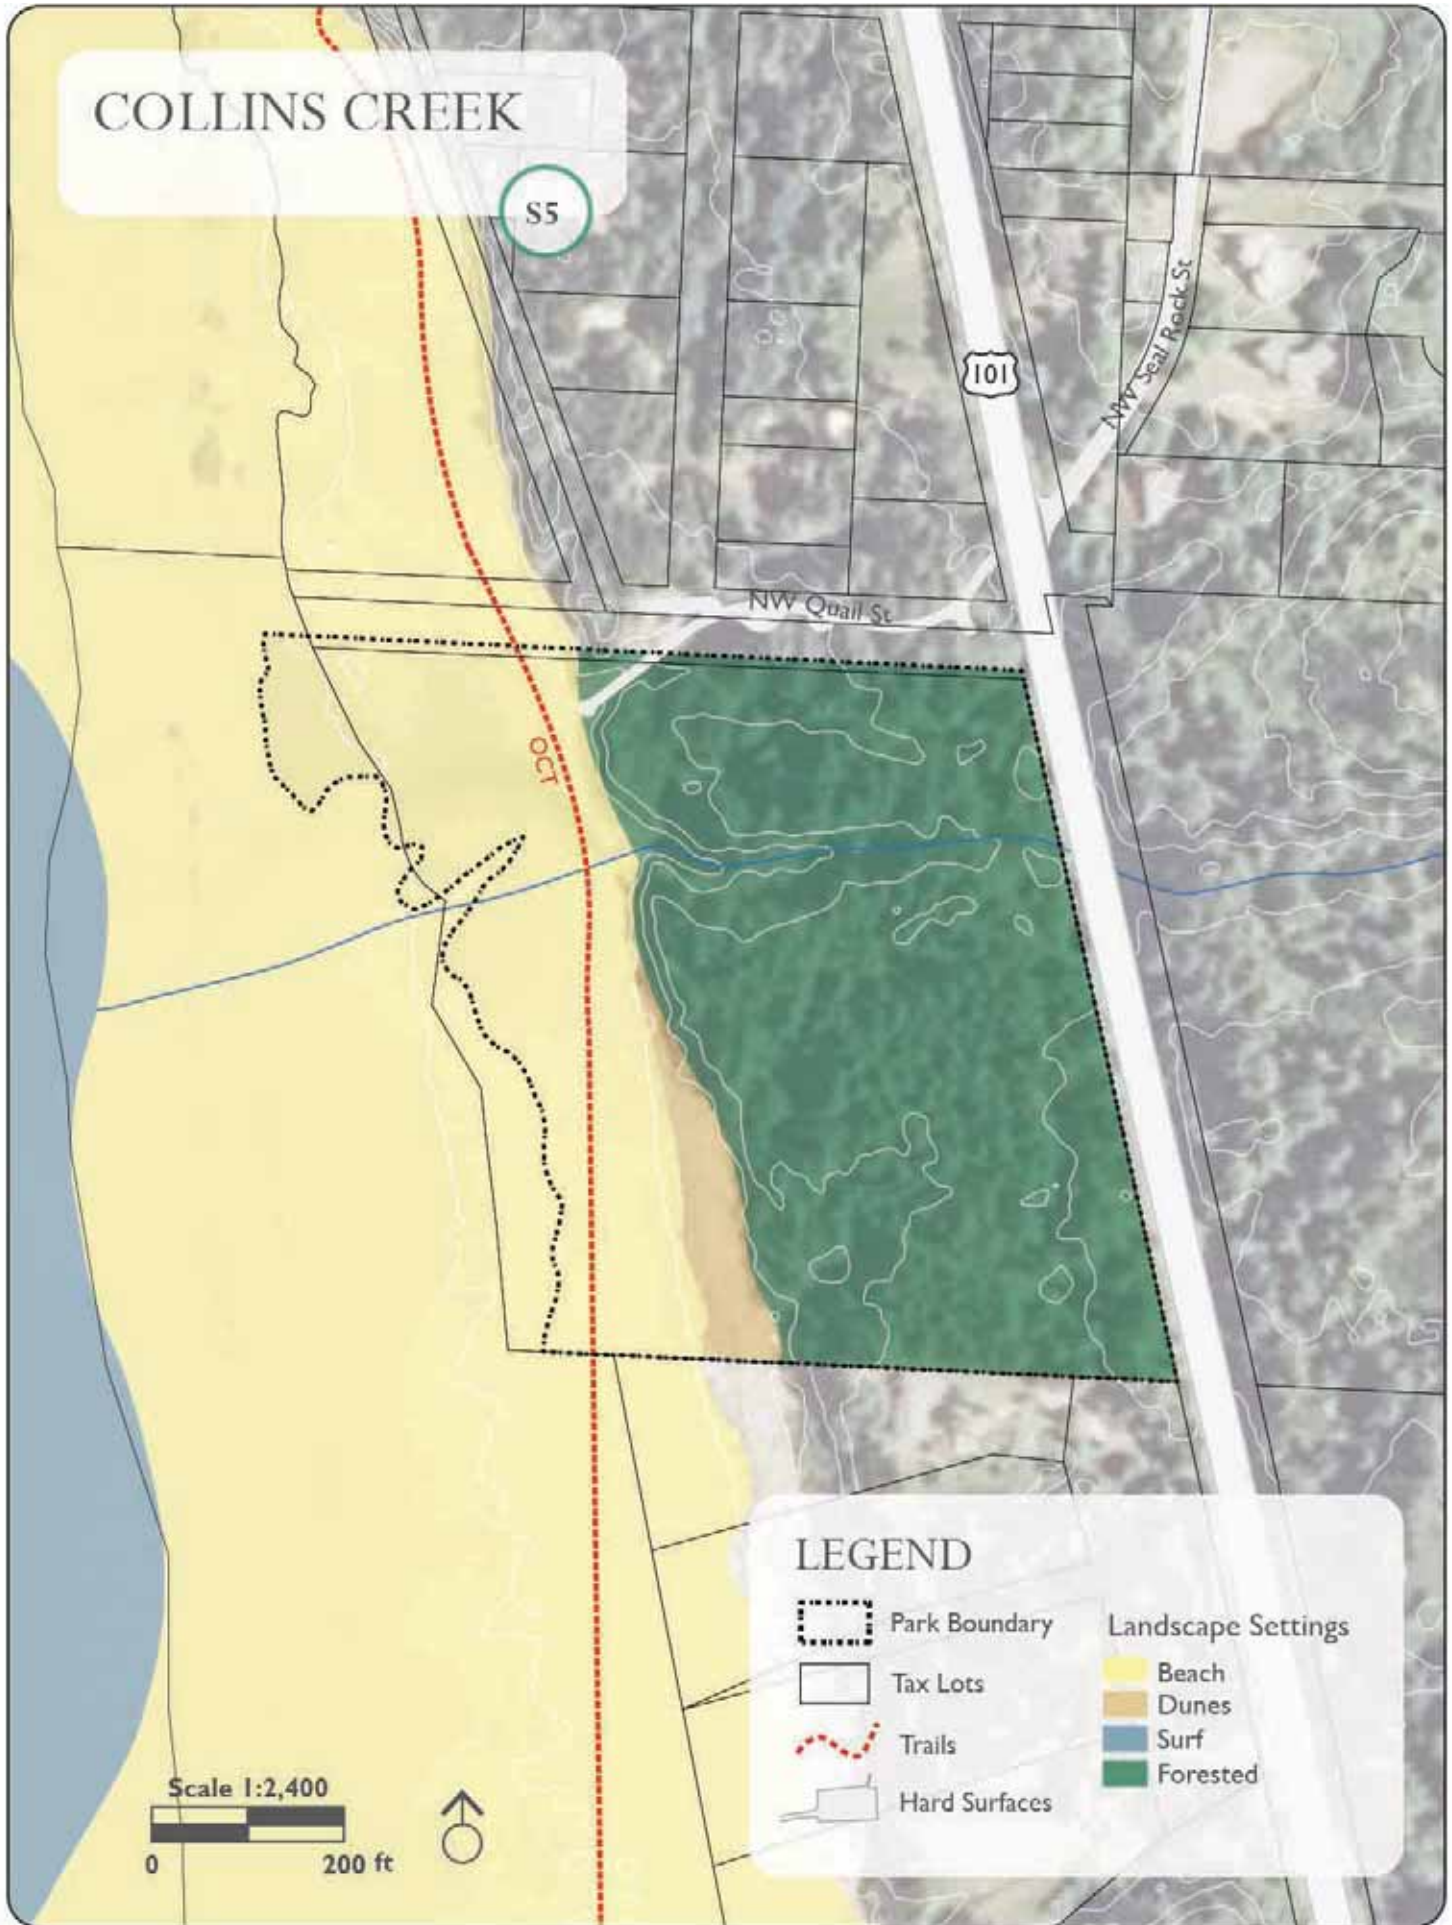 COLLINS CREEK
S5
101
NW Seal Rock St
NW Quail St
OCT
LEGEND
Park Boundary
Tax Lots
Trails
Hard Surfaces
Landscape Settings
Beach
Dunes
Surf
Forested
Scale 1:2,400
0 200 ft